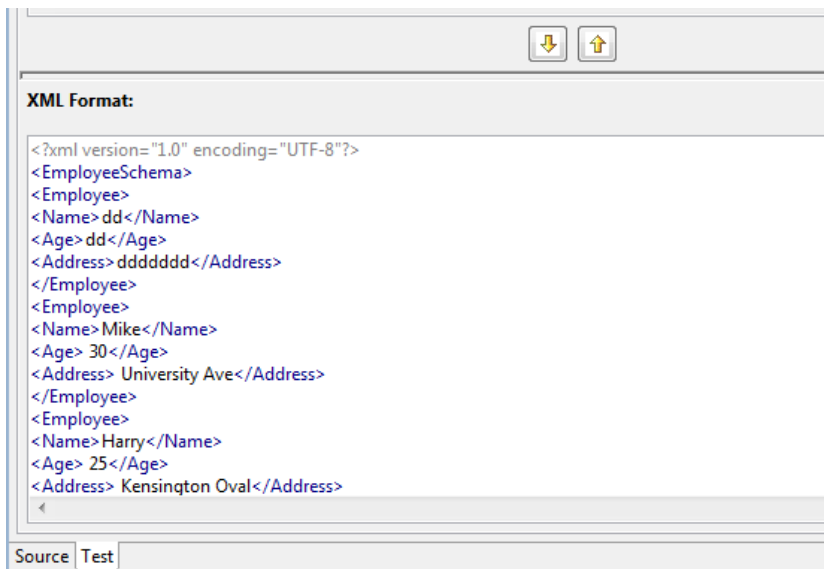 XML Format:
<?xml version="1.0" encoding="UTF-8"?>
<EmployeeSchema>
<Employee>
<Name>dd</Name>
<Age>dd</Age>
<Address>ddddddd</Address>
</Employee>
<Employee>
<Name>Mike</Name>
<Age> 30</Age>
<Address> University Ave</Address>
</Employee>
<Employee>
<Name>Harry</Name>
<Age> 25</Age>
<Address> Kensington Oval</Address>
Source Test